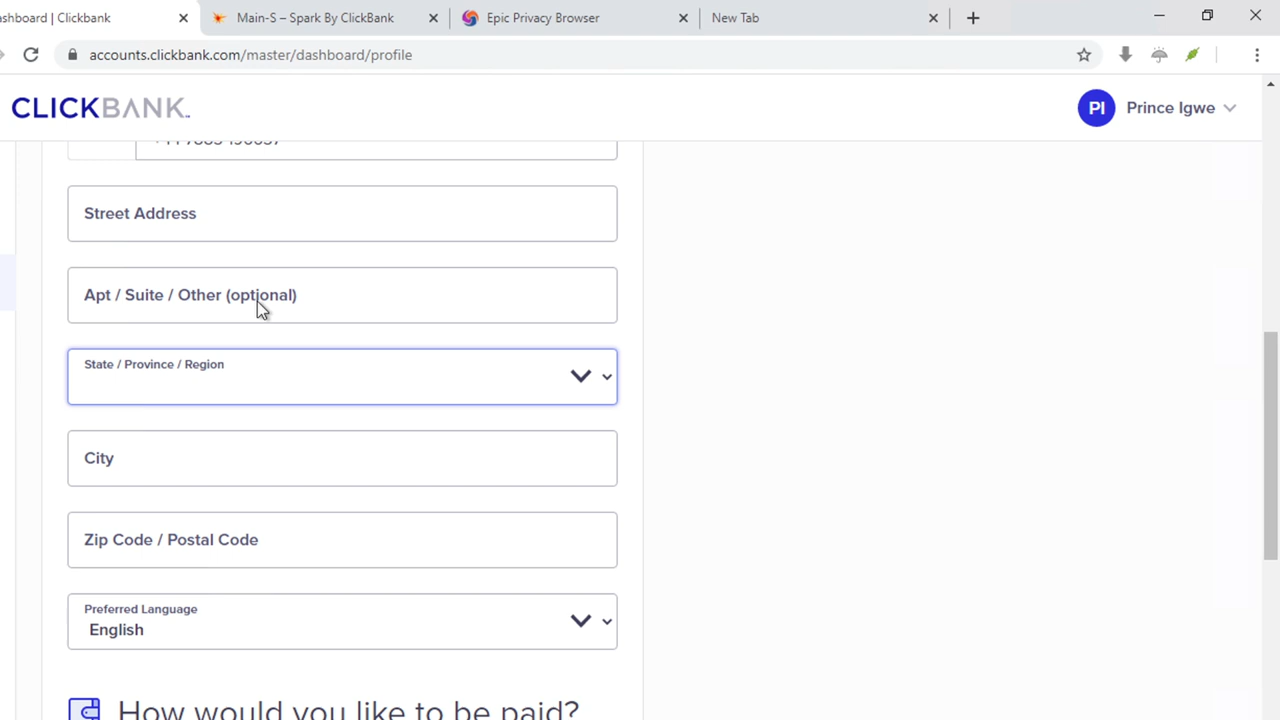 ashboard | Clickbank
Main-S – Spark By ClickBank
Epic Privacy Browser
New Tab
accounts.clickbank.com/master/dashboard/profile
CLICKBANK
PI
Prince Igwe
Street Address
Apt / Suite / Other (optional)
State / Province / Region
City
Zip Code / Postal Code
Preferred Language
English
How would you like to be paid?